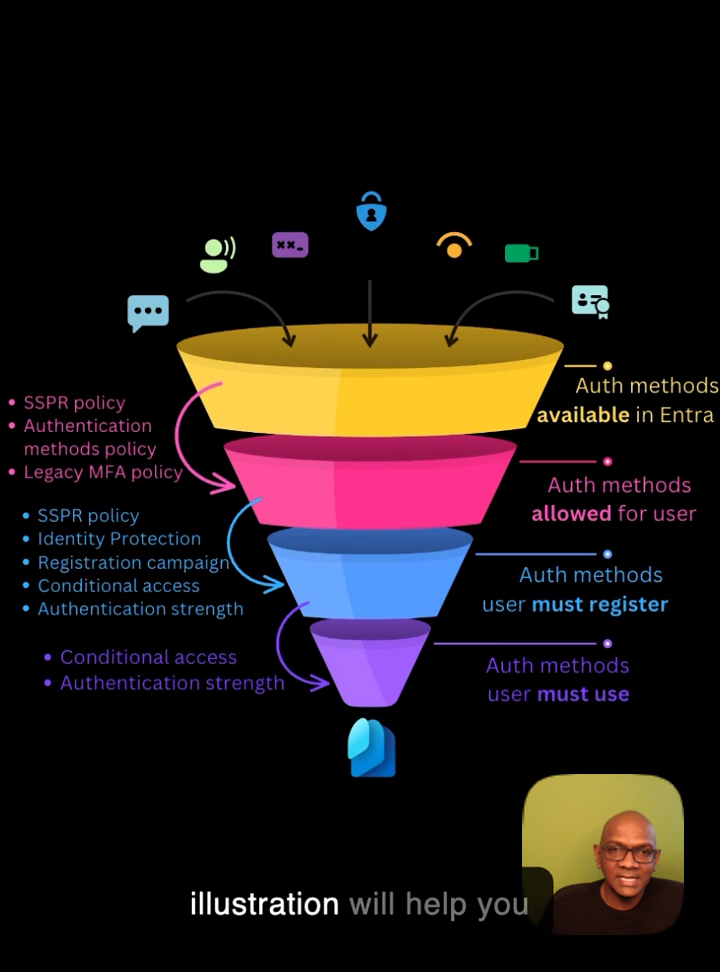 xx_
Auth methods
available in Entra
• SSPR policy
• Authentication
methods policy
• Legacy MFA policy
Auth methods
allowed for user
• SSPR policy
• Identity Protection
• Registration campaign
• Conditional access
• Authentication strength
Auth methods
user must register
• Conditional access
• Authentication strength
Auth methods
user must use
illustration will help you